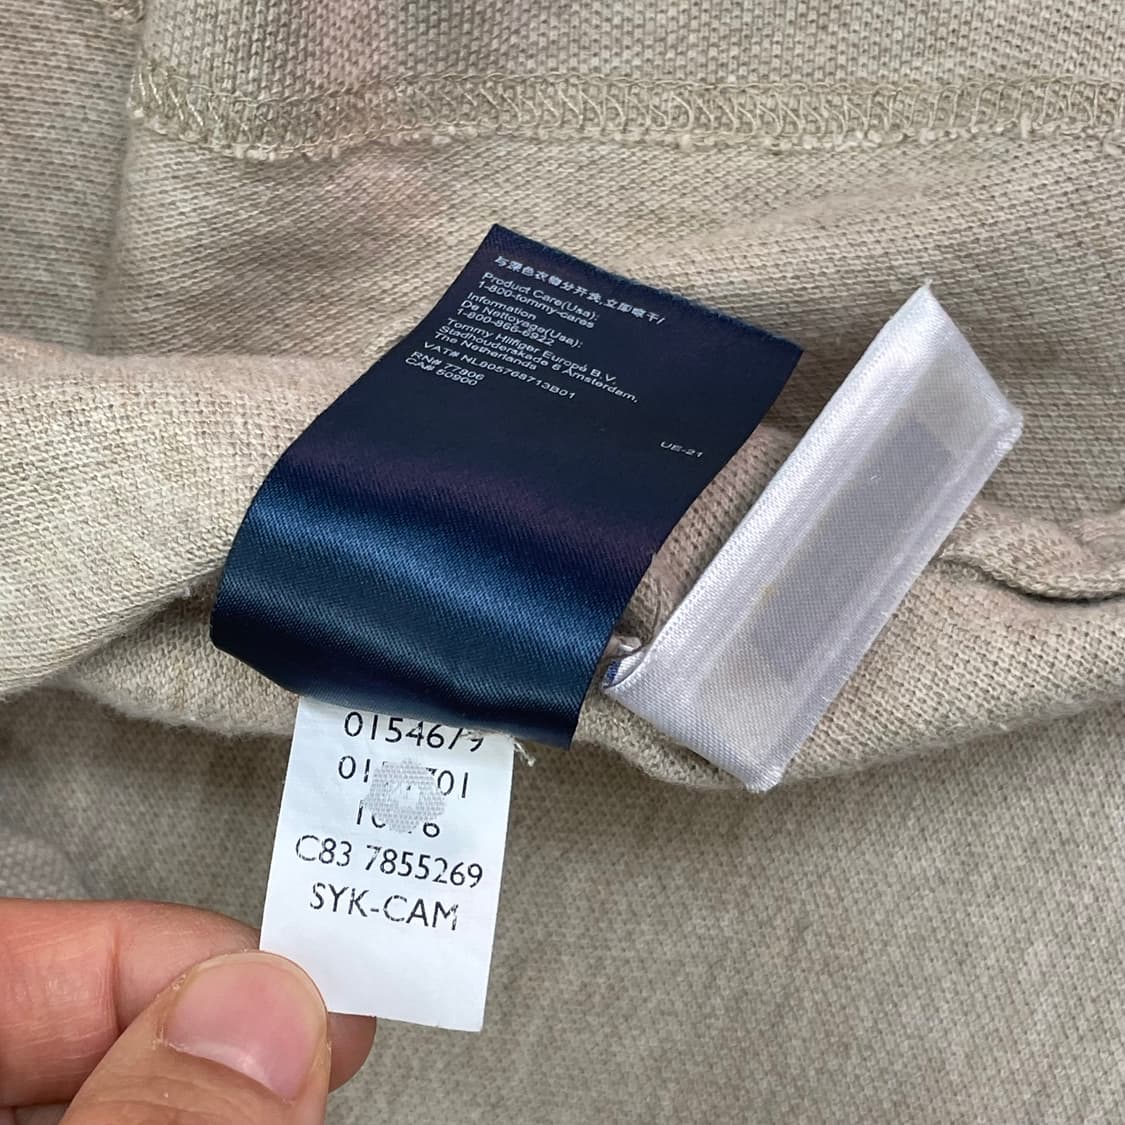 与深色衣物分开洗,立即晾干/
Product Care(Usa):
1-800-tommy-cares
Information
De Nettoyage(Usa):
1-800-866-6922
Tommy Hilfiger Europe B.V.
Stadhouderskade 6 Amsterdam,
The Netherlands
VAT# NL805768713B01
RN# 77806
CA# 50900
UE-21
0154679
C83 7855269
SYK-CAM